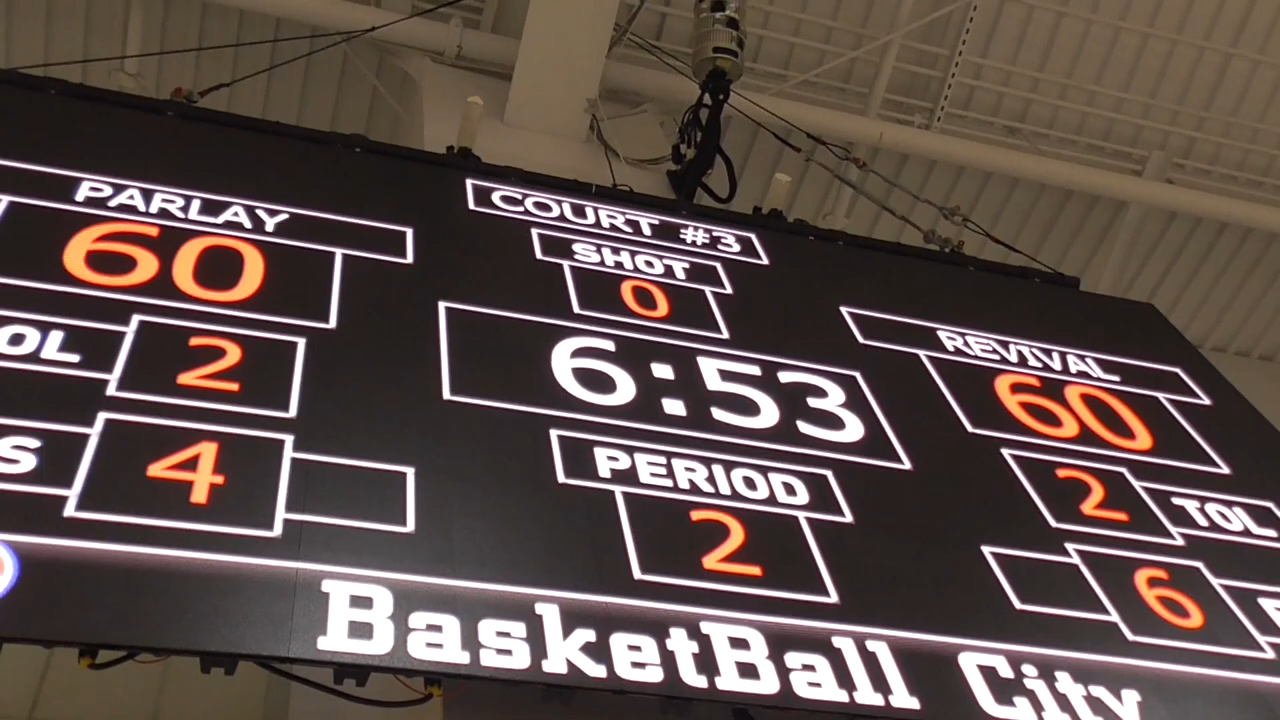 PARLAY
60
OL 2
S 4
COURT #3
SHOT
0
6:53
PERIOD
2
REVIVAL
60
2 TOL
6
BasketBall City